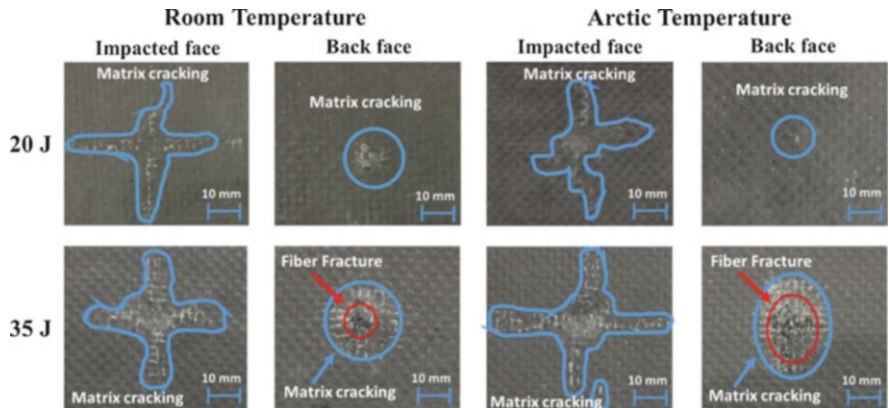 Room Temperature
Arctic Temperature
Impacted face
Back face
Impacted face
Back face
20 J
Matrix cracking
10 mm
Matrix cracking
10 mm
Matrix cracking
10 mm
Matrix cracking
10 mm
35 J
Matrix cracking
10 mm
Fiber Fracture
Matrix cracking
10 mm
Matrix cracking
10 mm
Fiber Fracture
Matrix cracking
10 mm